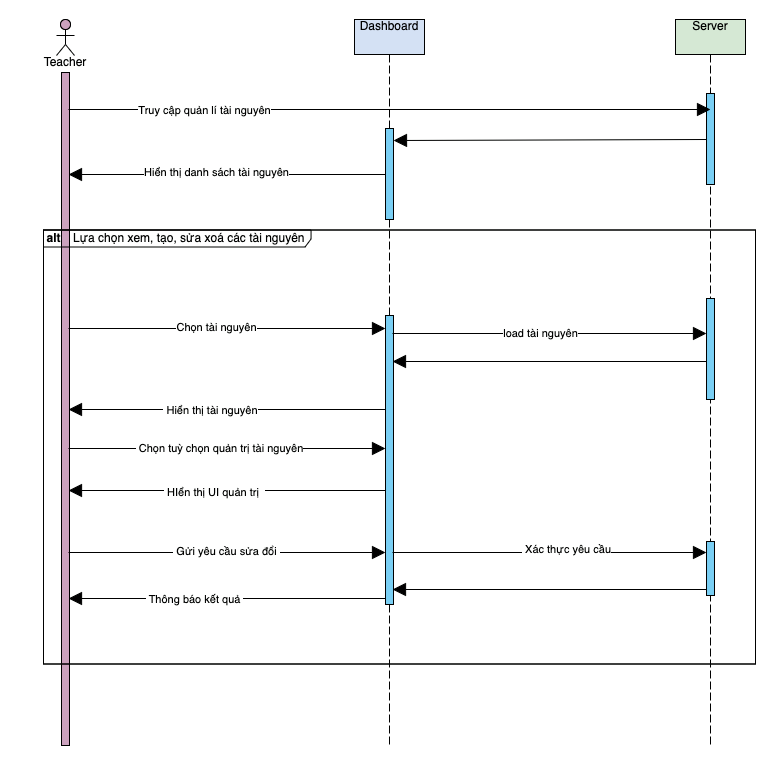 Teacher
Dashboard
Server
Truy cập quản lí tài nguyên
Hiển thị danh sách tài nguyên
alt Lựa chọn xem, tạo, sửa xoá các tài nguyên
Chọn tài nguyên
load tài nguyên
Hiển thị tài nguyên
Chọn tuỳ chọn quản trị tài nguyên
HIển thị UI quản trị
Gửi yêu cầu sửa đổi
Xác thực yêu cầu
Thông báo kết quả